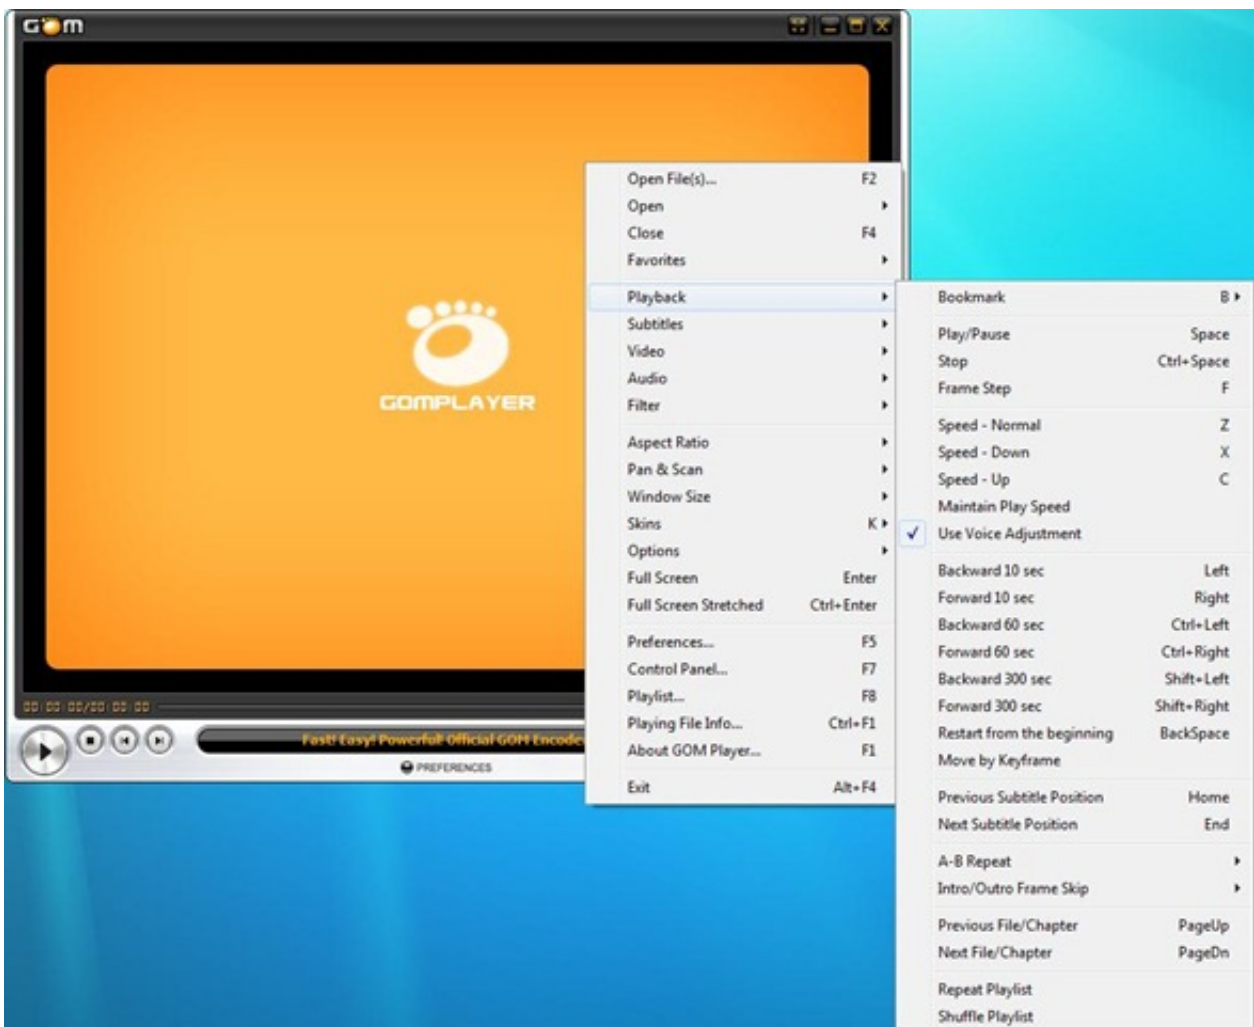 GOM
GOMPLAYER
00:00:00/00:00:00
Fast! Easy! Powerful! Official GOM Encode
PREFERENCES
Open File(s)... F2
Open
Close F4
Favorites
Playback
Subtitles
Video
Audio
Filter
Aspect Ratio
Pan & Scan
Window Size
Skins K
Options
Full Screen Enter
Full Screen Stretched Ctrl+Enter
Preferences... F5
Control Panel... F7
Playlist... F8
Playing File Info... Ctrl+F1
About GOM Player... F1
Exit Alt+F4
Bookmark B
Play/Pause Space
Stop Ctrl+Space
Frame Step F
Speed - Normal Z
Speed - Down X
Speed - Up C
Maintain Play Speed
Use Voice Adjustment
Backward 10 sec Left
Forward 10 sec Right
Backward 60 sec Ctrl+Left
Forward 60 sec Ctrl+Right
Backward 300 sec Shift+Left
Forward 300 sec Shift+Right
Restart from the beginning BackSpace
Move by Keyframe
Previous Subtitle Position Home
Next Subtitle Position End
A-B Repeat
Intro/Outro Frame Skip
Previous File/Chapter PageUp
Next File/Chapter PageDn
Repeat Playlist
Shuffle Playlist